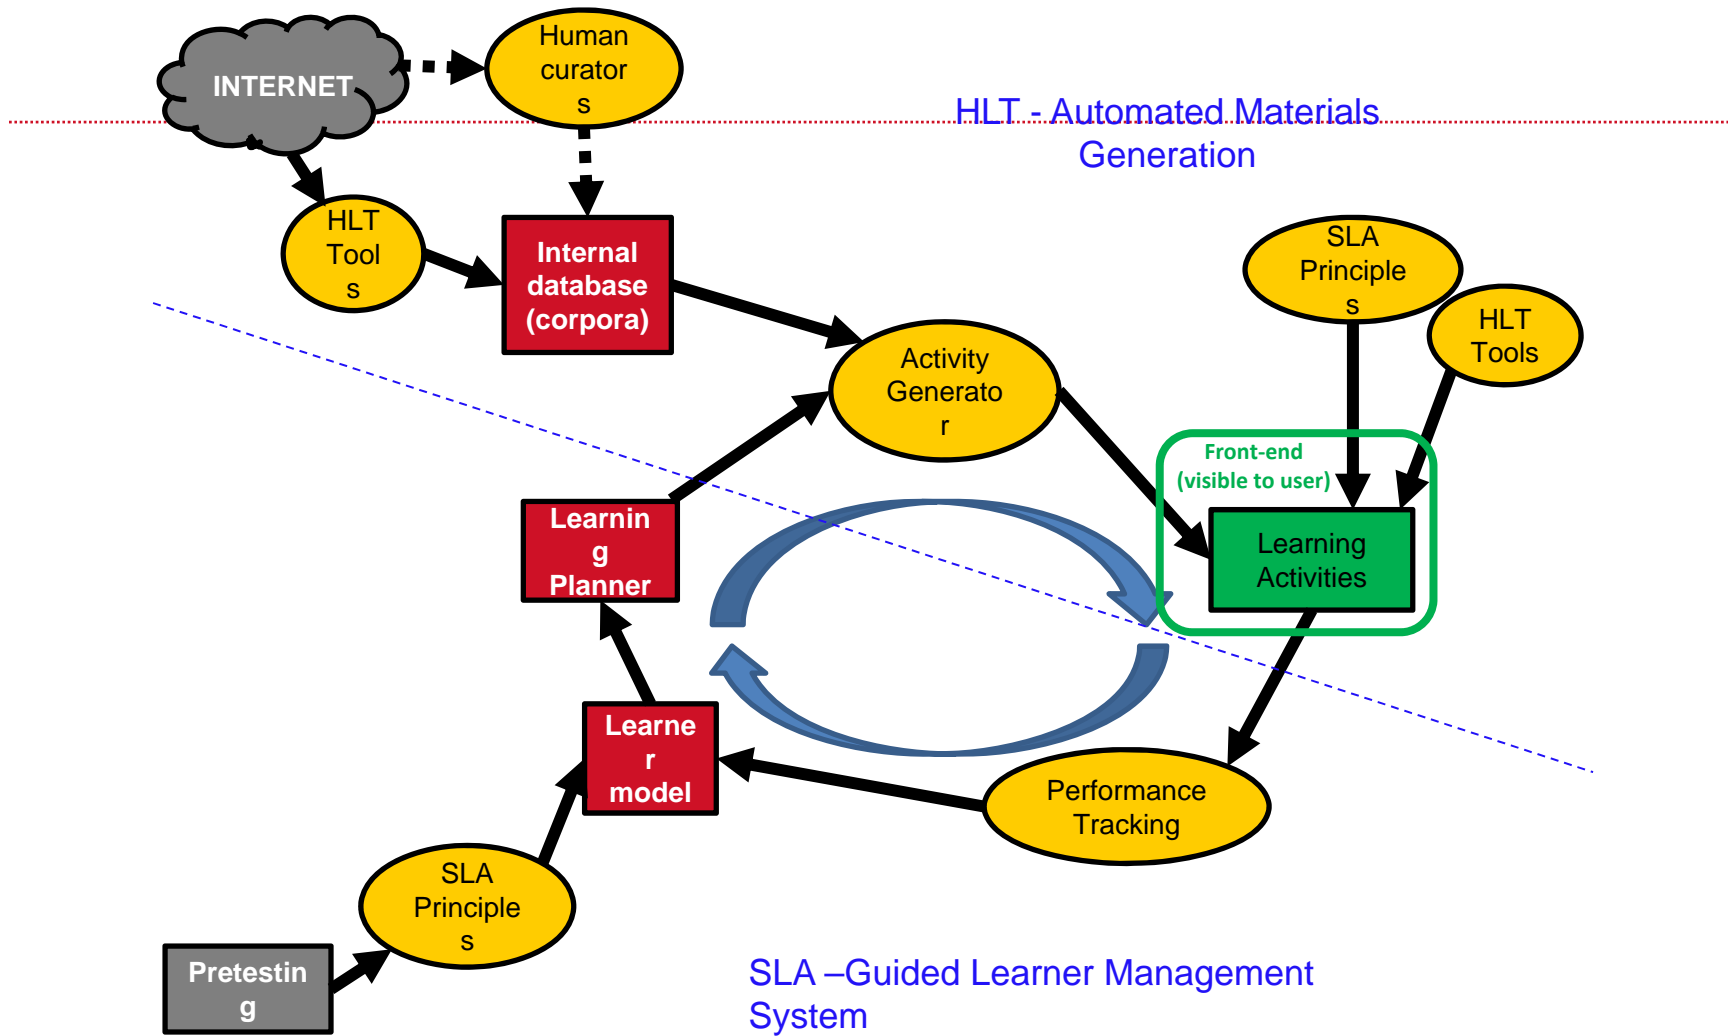 INTERNET
Human
curator
s
HLT - Automated Materials
Generation
HLT
Tool
s
Internal
database
(corpora)
SLA
Principle
s
HLT
Tools
Activity
Generato
r
Front-end
(visible to user)
Learnin
g
Planner
Learning
Activities
Learne
r
model
Performance
Tracking
SLA
Principle
s
Pretestin
g
SLA –Guided Learner Management
System